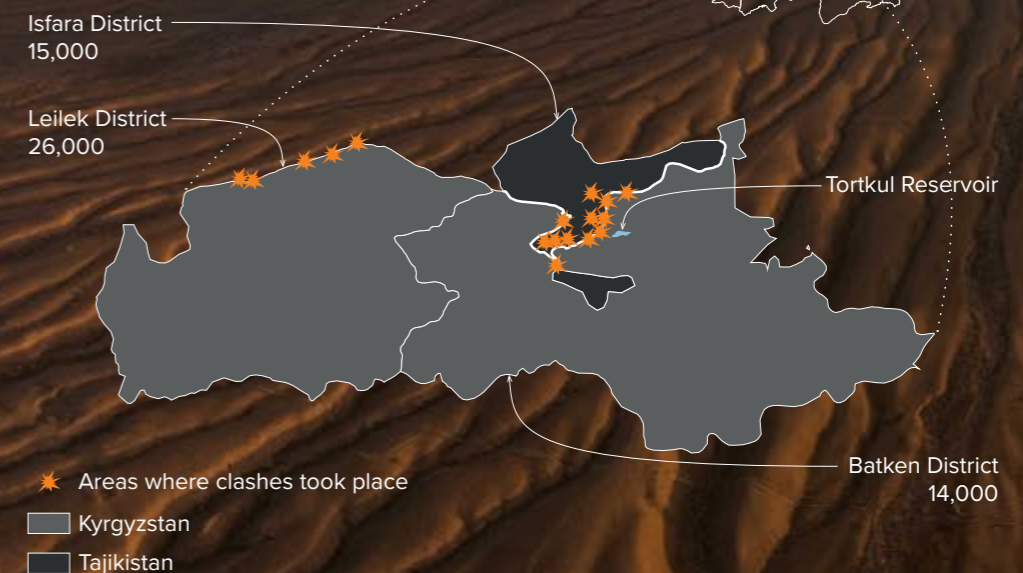 Isfara District
15,000
Leilek District
26,000
Tortkul Reservoir
Batken District
14,000
Areas where clashes took place
Kyrgyzstan
Tajikistan